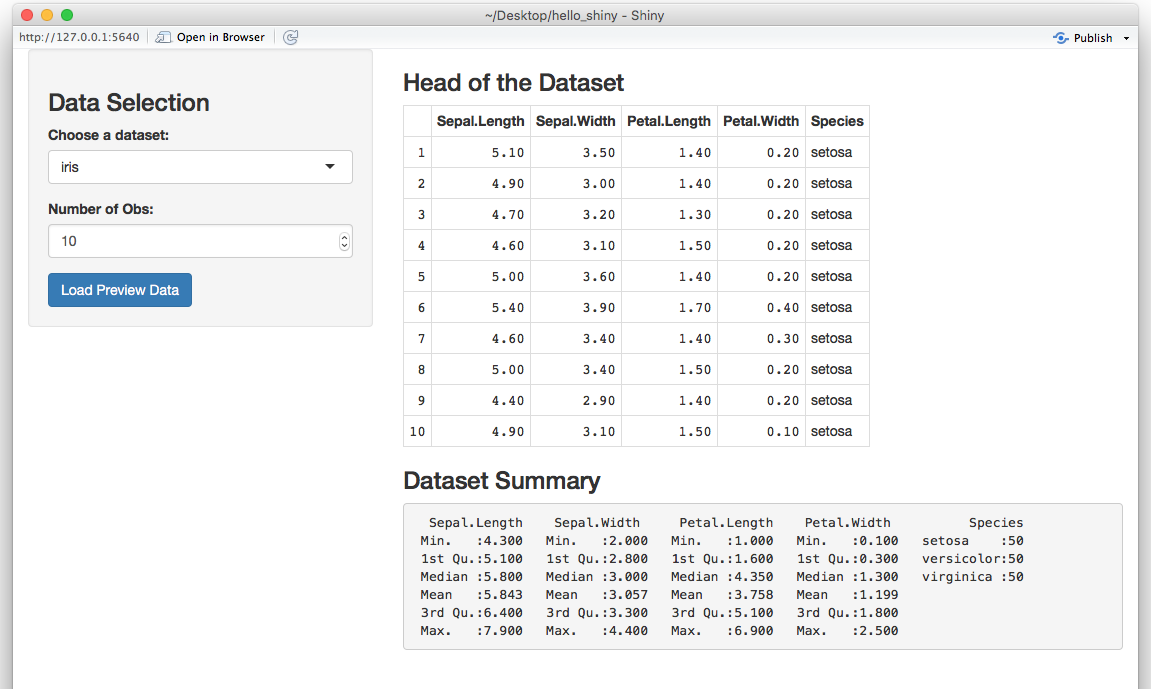 ~/Desktop/hello_shiny - Shiny
http://127.0.0.1:5640 Open in Browser Publish
Data Selection
Choose a dataset:
iris
Number of Obs:
10
Load Preview Data
Head of the Dataset
Sepal.Length Sepal.Width Petal.Length Petal.Width Species
1 5.10 3.50 1.40 0.20 setosa
2 4.90 3.00 1.40 0.20 setosa
3 4.70 3.20 1.30 0.20 setosa
4 4.60 3.10 1.50 0.20 setosa
5 5.00 3.60 1.40 0.20 setosa
6 5.40 3.90 1.70 0.40 setosa
7 4.60 3.40 1.40 0.30 setosa
8 5.00 3.40 1.50 0.20 setosa
9 4.40 2.90 1.40 0.20 setosa
10 4.90 3.10 1.50 0.10 setosa
Dataset Summary
Sepal.Length Sepal.Width Petal.Length Petal.Width Species
Min. :4.300 Min. :2.000 Min. :1.000 Min. :0.100 setosa :50
1st Qu.:5.100 1st Qu.:2.800 1st Qu.:1.600 1st Qu.:0.300 versicolor:50
Median :5.800 Median :3.000 Median :4.350 Median :1.300 virginica :50
Mean :5.843 Mean :3.057 Mean :3.758 Mean :1.199
3rd Qu.:6.400 3rd Qu.:3.300 3rd Qu.:5.100 3rd Qu.:1.800
Max. :7.900 Max. :4.400 Max. :6.900 Max. :2.500